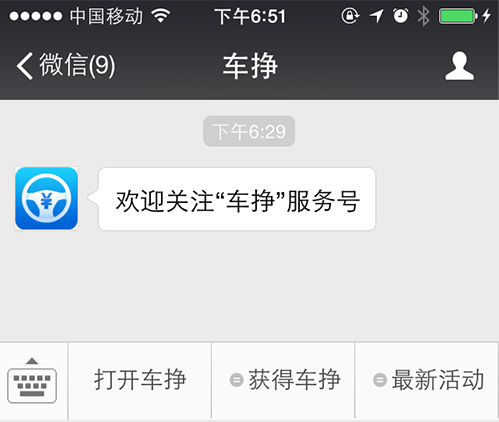 中国移动 下午6:51
微信(9) 车挣
下午6:29
¥
欢迎关注“车挣”服务号
打开车挣 获得车挣 最新活动